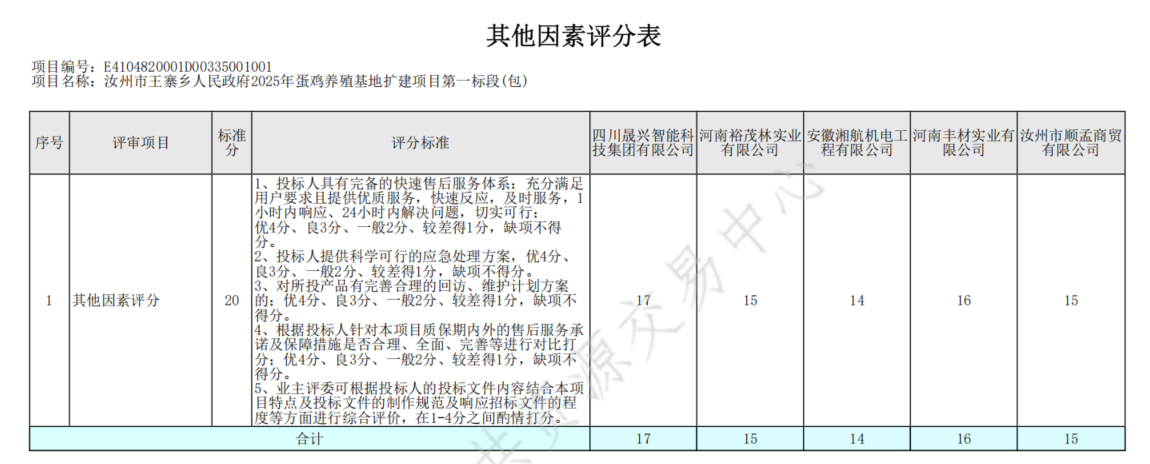 其他因素评分表
项目编号: E4104820001D00335001001
项目名称: 汝州市王寨乡人民政府2025年蛋鸡养殖基地扩建项目第一标段(包)
序号 评审项目 标准分 评分标准 四川晟兴智能科技集团有限公司 河南裕茂林实业有限公司 安徽湘航机电工程有限公司 河南丰材实业有限公司 汝州市顺孟商贸有限公司
1、投标人具有完备的快速售后服务体系: 充分满足
用户要求且提供优质服务, 快速反应, 及时服务, 1
小时内响应、24小时内解决问题, 切实可行;
优4分、良3分、一般2分、较差得1分, 缺项不得
分。
2、投标人提供科学可行的应急处理方案, 优4分、
良3分、一般2分、较差得1分, 缺项不得分。
3、对所投产品有完善合理的回访、维护计划方案
的; 优4分、良3分、一般2分、较差得1分, 缺项不
得分。
1 其他因素评分 20 17 15 14 16 15
4、根据投标人针对本项目质保期内外的售后服务承
诺及保障措施是否合理、全面、完善等进行对比打
分; 优4分、良3分、一般2分、较差得1分, 缺项不
得分。
5、业主评委可根据投标人的投标文件内容结合本项
目特点及投标文件的制作规范及响应招标文件的程
度等方面进行综合评价, 在1-4分之间酌情打分。
合计 17 15 14 16 15
共资源交易中心